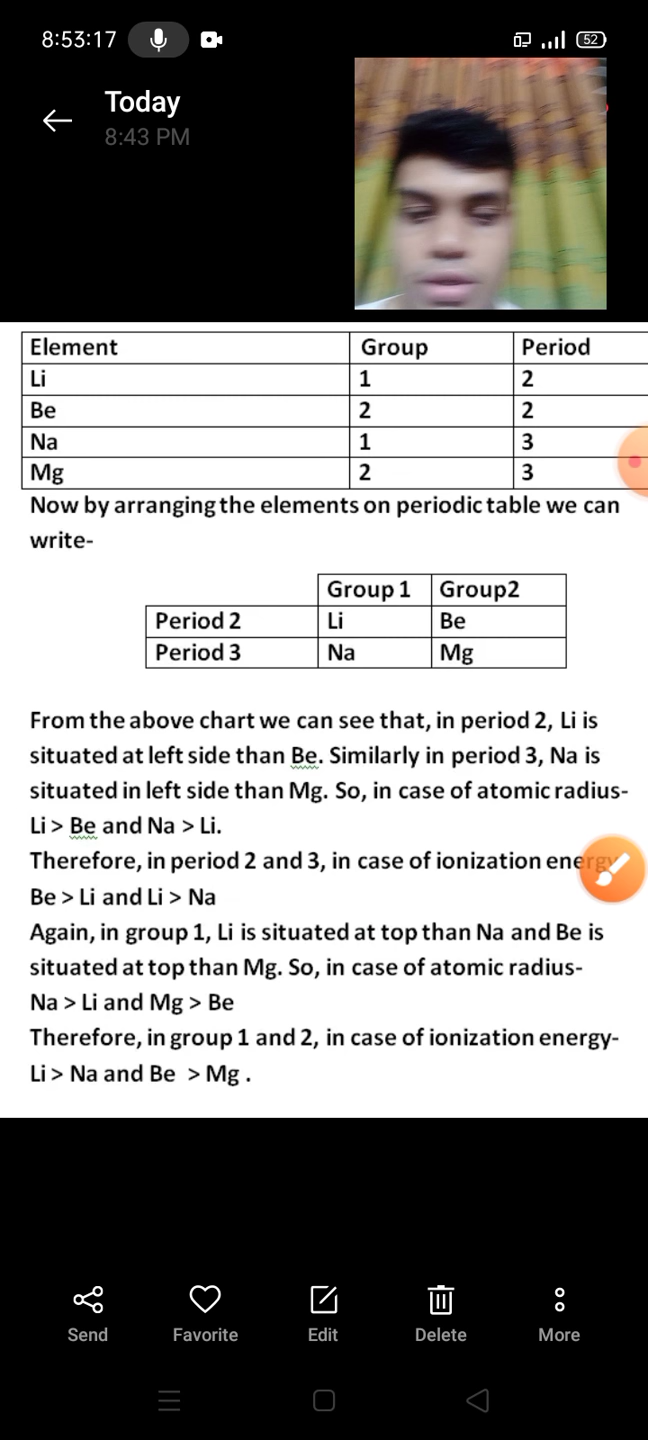 8:53:17
52
Today
8:43 PM
Element Group Period
Li 1 2
Be 2 2
Na 1 3
Mg 2 3
Now by arranging the elements on periodic table we can
write-
Group 1 Group2
Period 2 Li Be
Period 3 Na Mg
From the above chart we can see that, in period 2, Li is
situated at left side than Be. Similarly in period 3, Na is
situated in left side than Mg. So, in case of atomic radius-
Li > Be and Na > Li.
Therefore, in period 2 and 3, in case of ionization energy
Be > Li and Li > Na
Again, in group 1, Li is situated at top than Na and Be is
situated at top than Mg. So, in case of atomic radius-
Na > Li and Mg > Be
Therefore, in group 1 and 2, in case of ionization energy-
Li > Na and Be > Mg .
Send Favorite Edit Delete More